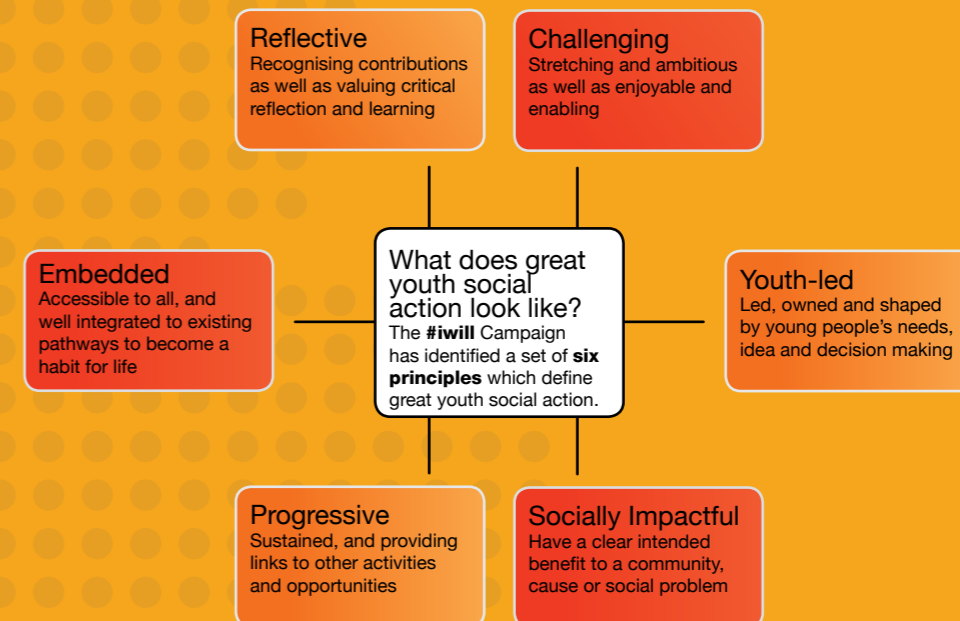 Reflective
Recognising contributions
as well as valuing critical
reflection and learning
Challenging
Stretching and ambitious
as well as enjoyable and
enabling
Embedded
Accessible to all, and
well integrated to existing
pathways to become a
habit for life
What does great
youth social
action look like?
The #iwill Campaign
has identified a set of six
principles which define
great youth social action.
Youth-led
Led, owned and shaped
by young people's needs,
idea and decision making
Progressive
Sustained, and providing
links to other activities
and opportunities
Socially Impactful
Have a clear intended
benefit to a community,
cause or social problem